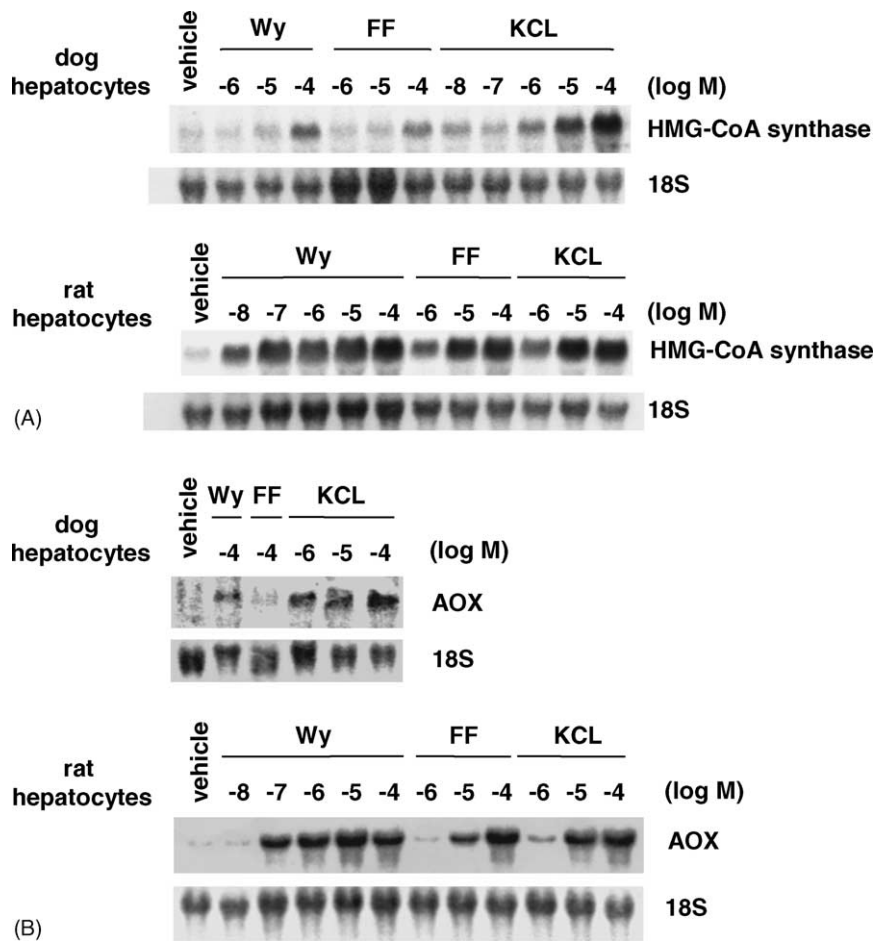 vehicle Wy FF KCL
dog hepatocytes
-6 -5 -4 -6 -5 -4 -8 -7 -6 -5 -4 (log M)
HMG-CoA synthase
18S
vehicle Wy FF KCL
rat hepatocytes
-8 -7 -6 -5 -4 -6 -5 -4 -6 -5 -4 (log M)
HMG-CoA synthase
18S
(A)
vehicle Wy FF KCL
dog hepatocytes
-4 -4 -6 -5 -4 (log M)
AOX
18S
vehicle Wy FF KCL
rat hepatocytes
-8 -7 -6 -5 -4 -6 -5 -4 -6 -5 -4 (log M)
AOX
18S
(B)